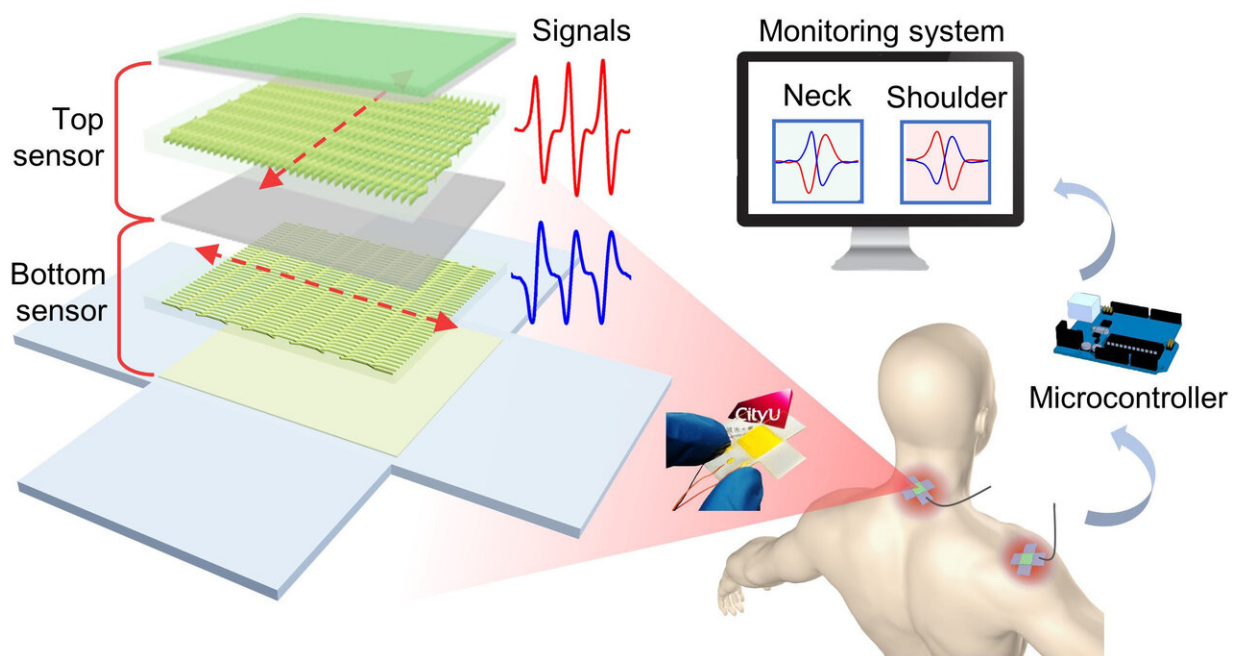 Signals
Monitoring system
Neck
Shoulder
Top
sensor
Bottom
sensor
Microcontroller
CityU